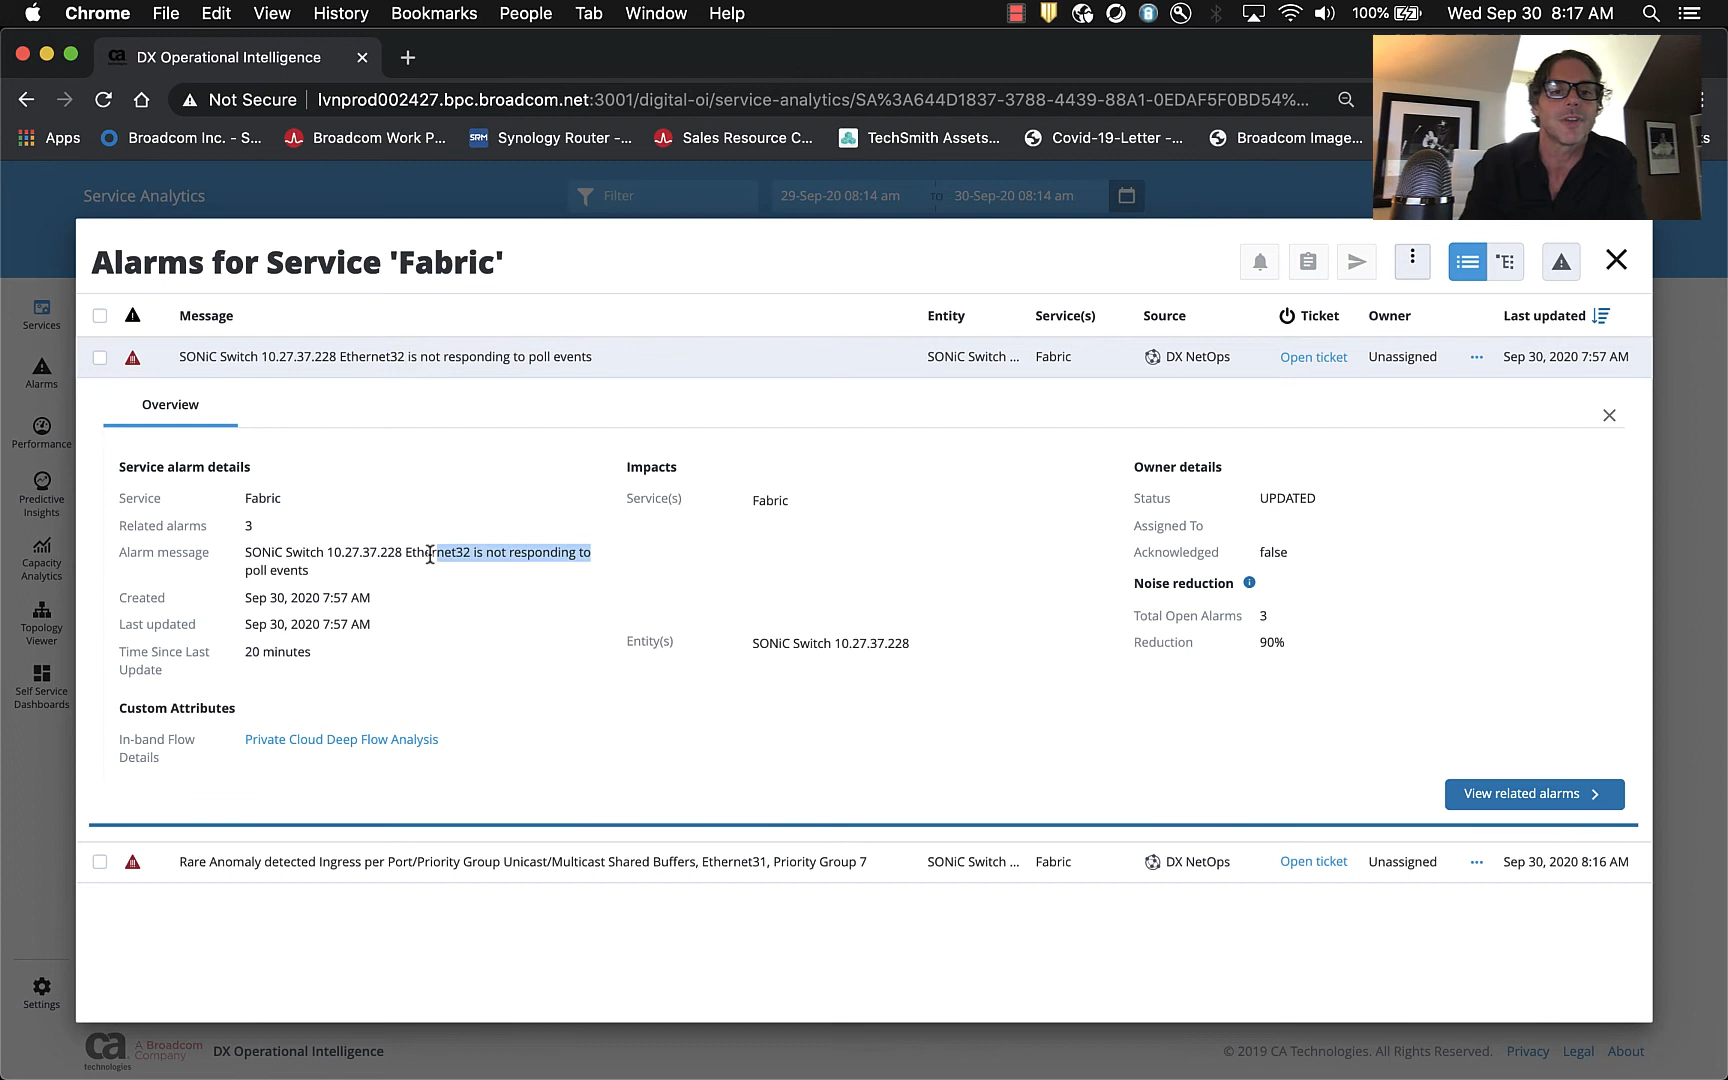 Chrome File Edit View History Bookmarks People Tab Window Help 100% Wed Sep 30 8:17 AM
ca DX Operational Intelligence
Not Secure lvnprod002427.bpc.broadcom.net:3001/digital-oi/service-analytics/SA%3A644D1837-3788-4439-88A1-0EDAF5F0BD54%...
Apps Broadcom Inc. - S... Broadcom Work P... SRM Synology Router -... Sales Resource C... TechSmith Assets... Covid-19-Letter -... Broadcom Image... s
Service Analytics Filter 29-Sep-20 08:14 am TO 30-Sep-20 08:14 am
Alarms for Service 'Fabric'
Message Entity Service(s) Source Ticket Owner Last updated
SONiC Switch 10.27.37.228 Ethernet32 is not responding to poll events SONiC Switch ... Fabric DX NetOps Open ticket Unassigned ... Sep 30, 2020 7:57 AM
Overview
Service alarm details Impacts Owner details
Service Fabric Service(s) Fabric Status UPDATED
Related alarms 3 Assigned To
Alarm message SONiC Switch 10.27.37.228 Ethernet32 is not responding to Acknowledged false
poll events
Noise reduction
Created Sep 30, 2020 7:57 AM Total Open Alarms 3
Last updated Sep 30, 2020 7:57 AM Entity(s) SONiC Switch 10.27.37.228 Reduction 90%
Time Since Last 20 minutes
Update
Custom Attributes
In-band Flow Private Cloud Deep Flow Analysis
Details
View related alarms
Rare Anomaly detected Ingress per Port/Priority Group Unicast/Multicast Shared Buffers, Ethernet31, Priority Group 7 SONiC Switch ... Fabric DX NetOps Open ticket Unassigned ... Sep 30, 2020 8:16 AM
Services
Alarms
Performance
Predictive
Insights
Capacity
Analytics
Topology
Viewer
Self Service
Dashboards
Settings
ca technologies A Broadcom Company DX Operational Intelligence © 2019 CA Technologies. All Rights Reserved. Privacy Legal About